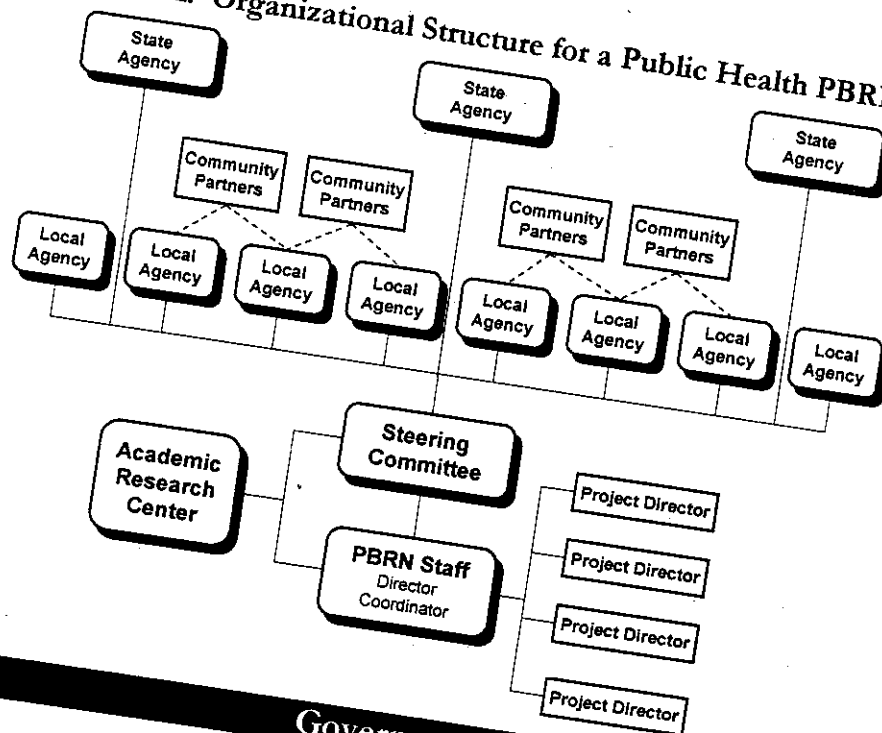 Organizational Structure for a Public Health
State
Agency
State
Agency
State
Agency
Community
Partners
Community
Partners
Community
Partners
Community
Partners
Local
Agency
Local
Agency
Local
Agency
Local
Agency
Local
Agency
Local
Agency
Local
Agency
Local
Agency
Academic
Research
Center
Steering
Committee
PBRN Staff
Director
Coordinator
Project Director
Project Director
Project Director
Project Director